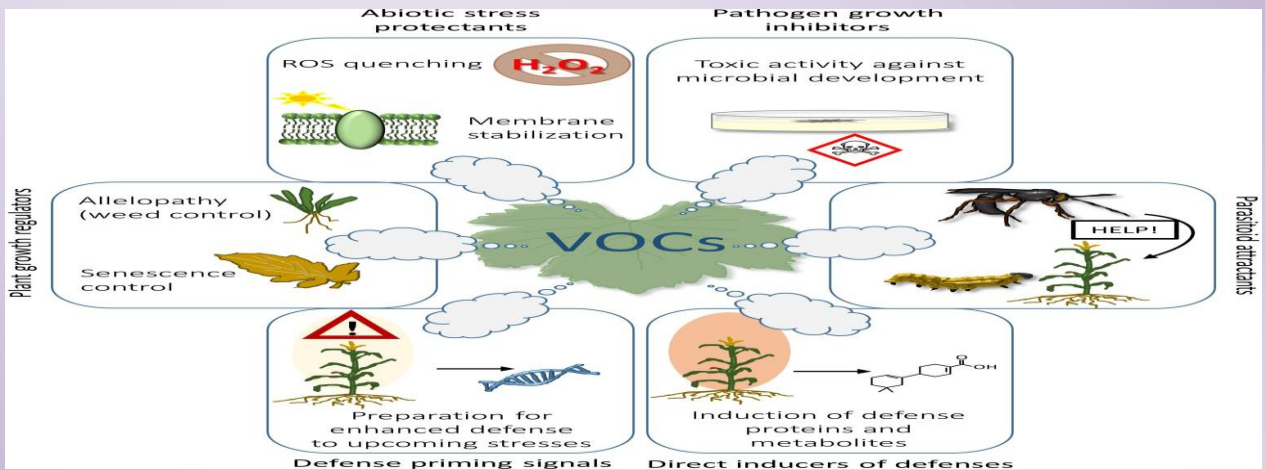 Abiotic stress
protectants
Pathogen growth
inhibitors
ROS quenching
H₂O₂
Membrane
stabilization
Toxic activity against
microbial development
Plant growth regulators
Allelopathy
(weed control)
Senescence
control
VOCs
HELP!
Parasitoid attractants
!
Preparation for
enhanced defense
to upcoming stresses
Defense priming signals
O
OH
Induction of defense
proteins and
metabolites
Direct inducers of defenses